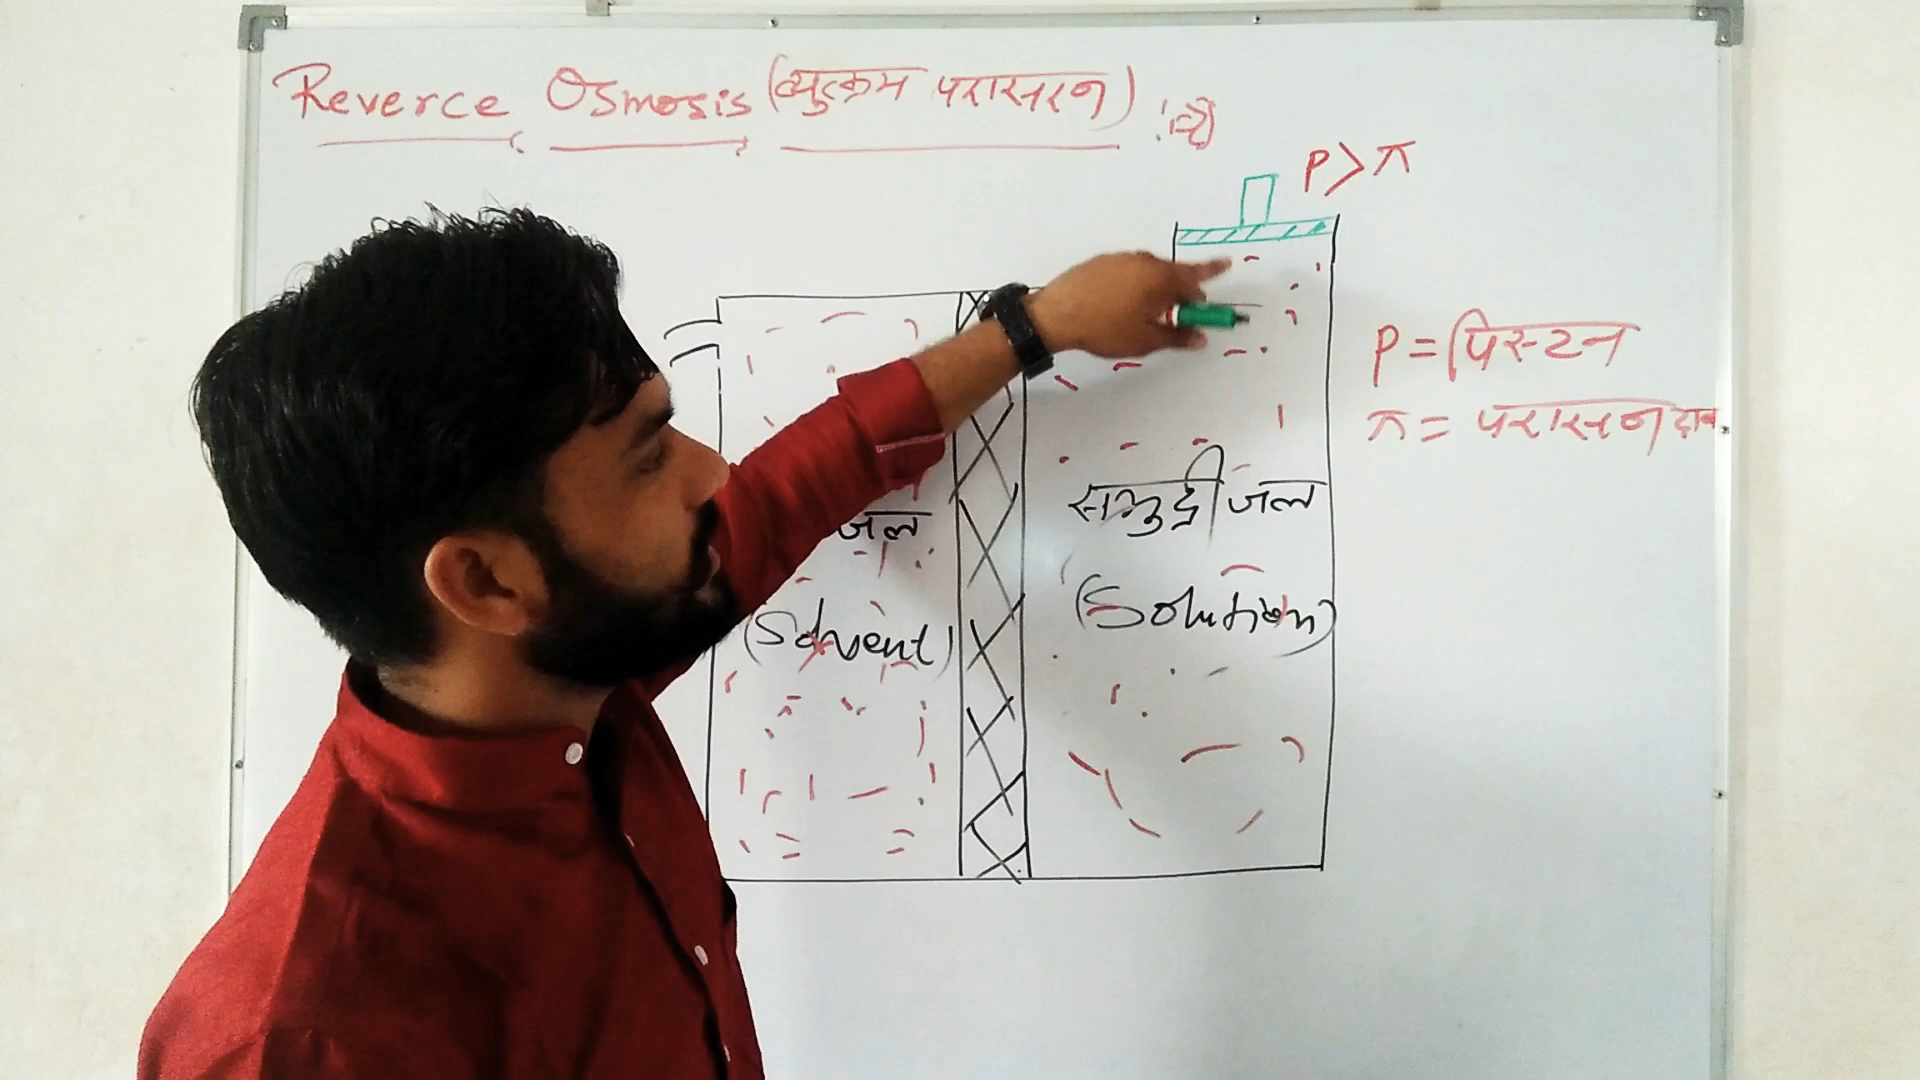 Reverce Osmosis (व्युत्क्रम परासरण)
P > π
P = पिस्टन
π = परासरण दाब
जल
समुद्री जल
(Solvent)
(Solution)